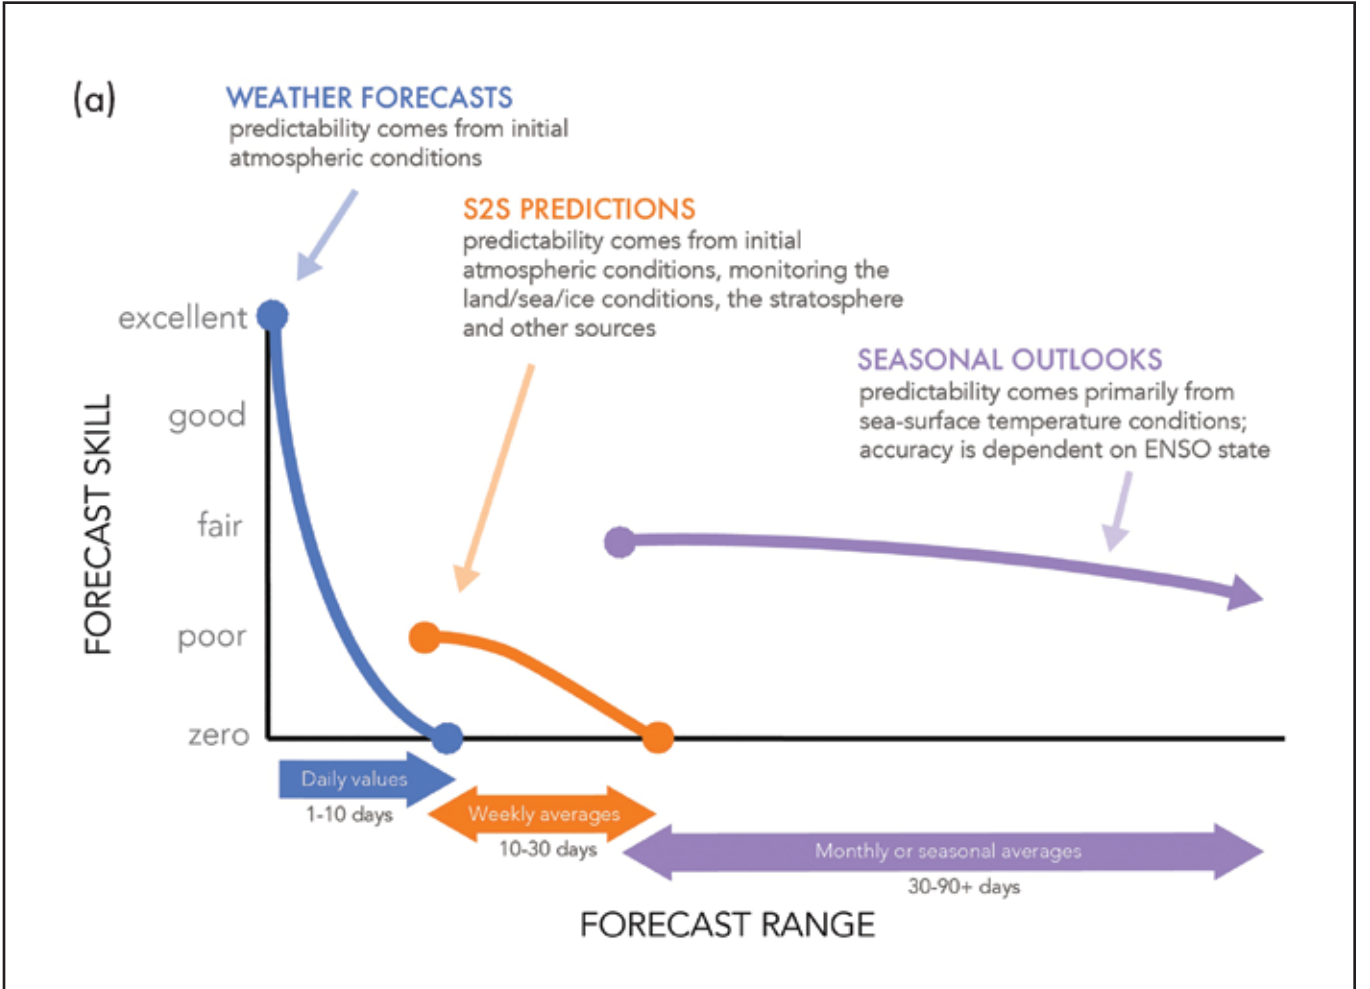 (a)
WEATHER FORECASTS
predictability comes from initial
atmospheric conditions
S2S PREDICTIONS
predictability comes from initial
atmospheric conditions, monitoring the
land/sea/ice conditions, the stratosphere
and other sources
SEASONAL OUTLOOKS
predictability comes primarily from
sea-surface temperature conditions;
accuracy is dependent on ENSO state
FORECAST SKILL
excellent
good
fair
poor
zero
Daily values
1-10 days
Weekly averages
10-30 days
Monthly or seasonal averages
30-90+ days
FORECAST RANGE